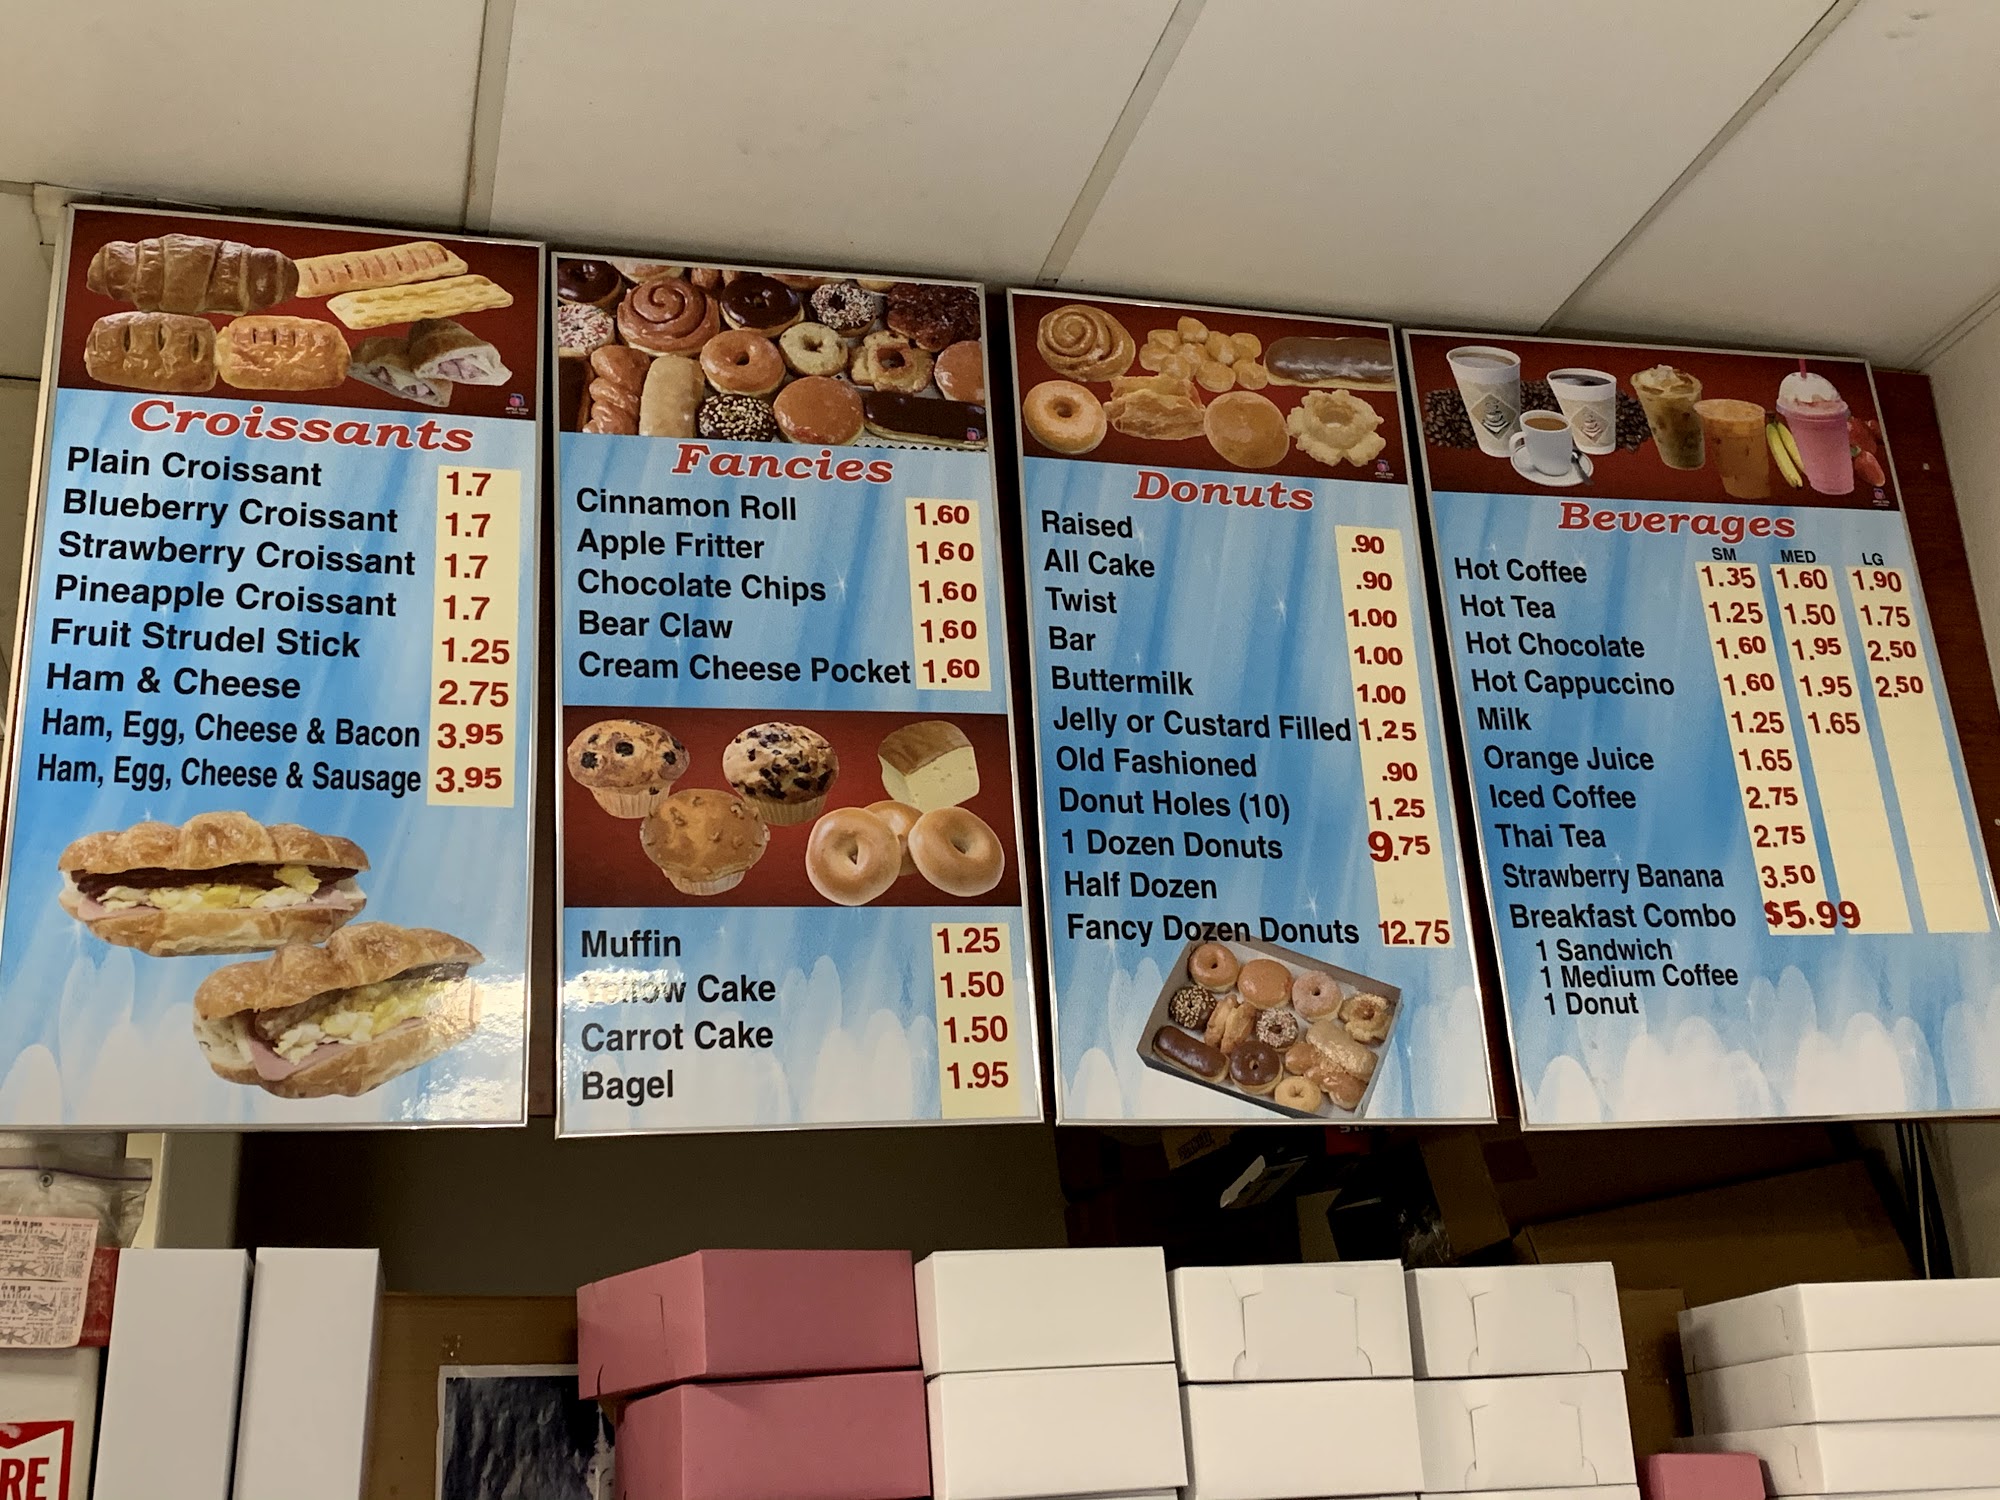 Croissants
Plain Croissant 1.7
Blueberry Croissant 1.7
Strawberry Croissant 1.7
Pineapple Croissant 1.7
Fruit Strudel Stick 1.25
Ham & Cheese 2.75
Ham, Egg, Cheese & Bacon 3.95
Ham, Egg, Cheese & Sausage 3.95
Fancies
Cinnamon Roll 1.60
Apple Fritter 1.60
Chocolate Chips 1.60
Bear Claw 1.60
Cream Cheese Pocket 1.60
Muffin 1.25
Yellow Cake 1.50
Carrot Cake 1.50
Bagel 1.95
Donuts
Raised .90
All Cake .90
Twist 1.00
Bar 1.00
Buttermilk 1.00
Jelly or Custard Filled 1.25
Old Fashioned .90
Donut Holes (10) 1.25
1 Dozen Donuts 9.75
Half Dozen
Fancy Dozen Donuts 12.75
Beverages
SM MED LG
Hot Coffee 1.35 1.60 1.90
Hot Tea 1.25 1.50 1.75
Hot Chocolate 1.60 1.95 2.50
Hot Cappuccino 1.60 1.95 2.50
Milk 1.25 1.65
Orange Juice 1.65
Iced Coffee 2.75
Thai Tea 2.75
Strawberry Banana 3.50
Breakfast Combo $5.99
1 Sandwich
1 Medium Coffee
1 Donut
RE